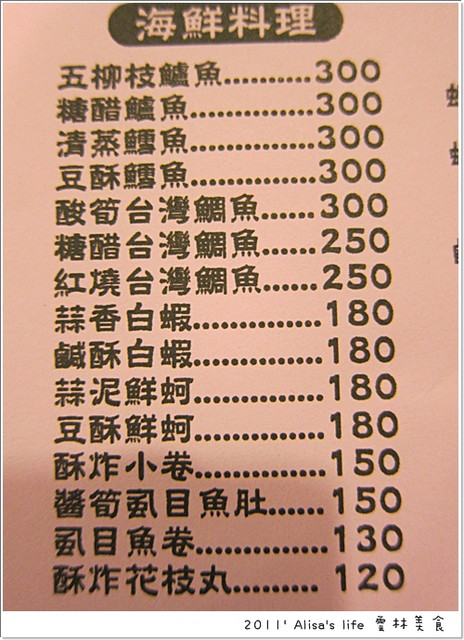 海鮮料理
五柳枝鱸魚..........300
糖醋鱸魚..............300
清蒸鱈魚..............300
豆酥鱈魚..............300
酸筍台灣鯛魚......300
糖醋台灣鯛魚......250
紅燒台灣鯛魚......250
蒜香白蝦..............180
鹹酥白蝦..............180
蒜泥鮮蚵..............180
豆酥鮮蚵..............180
酥炸小卷..............150
醬筍虱目魚肚......150
虱目魚卷..............130
酥炸花枝丸.......... 120
2011' Alisa's life 雲林美食